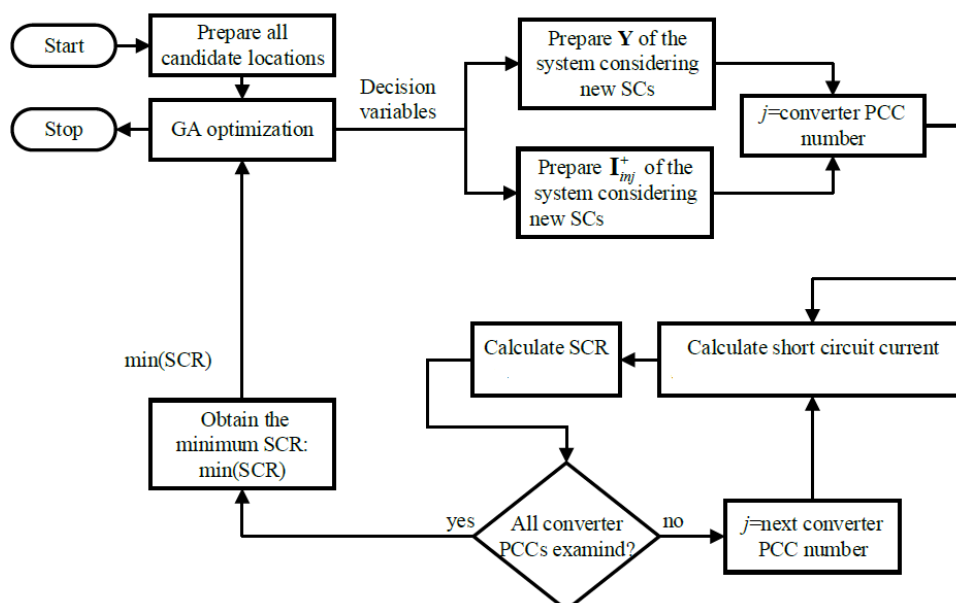 Start
Prepare all
candidate locations
Stop
GA optimization
Decision
variables
Prepare Y of the
system considering
new SCs
Prepare I⁺inj of the
system considering
new SCs
j=converter PCC
number
Calculate short circuit current
Calculate SCR
min(SCR)
Obtain the
minimum SCR:
min(SCR)
yes
All converter
PCCs examind?
no
j=next converter
PCC number